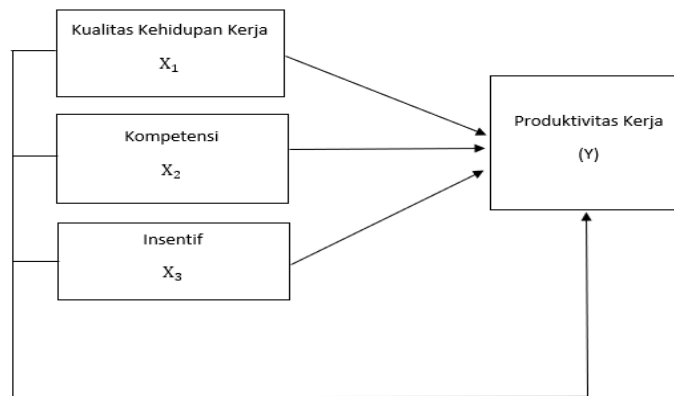 Kualitas Kehidupan Kerja
X₁
Kompetensi
X₂
Insentif
X₃
Produktivitas Kerja
(Y)